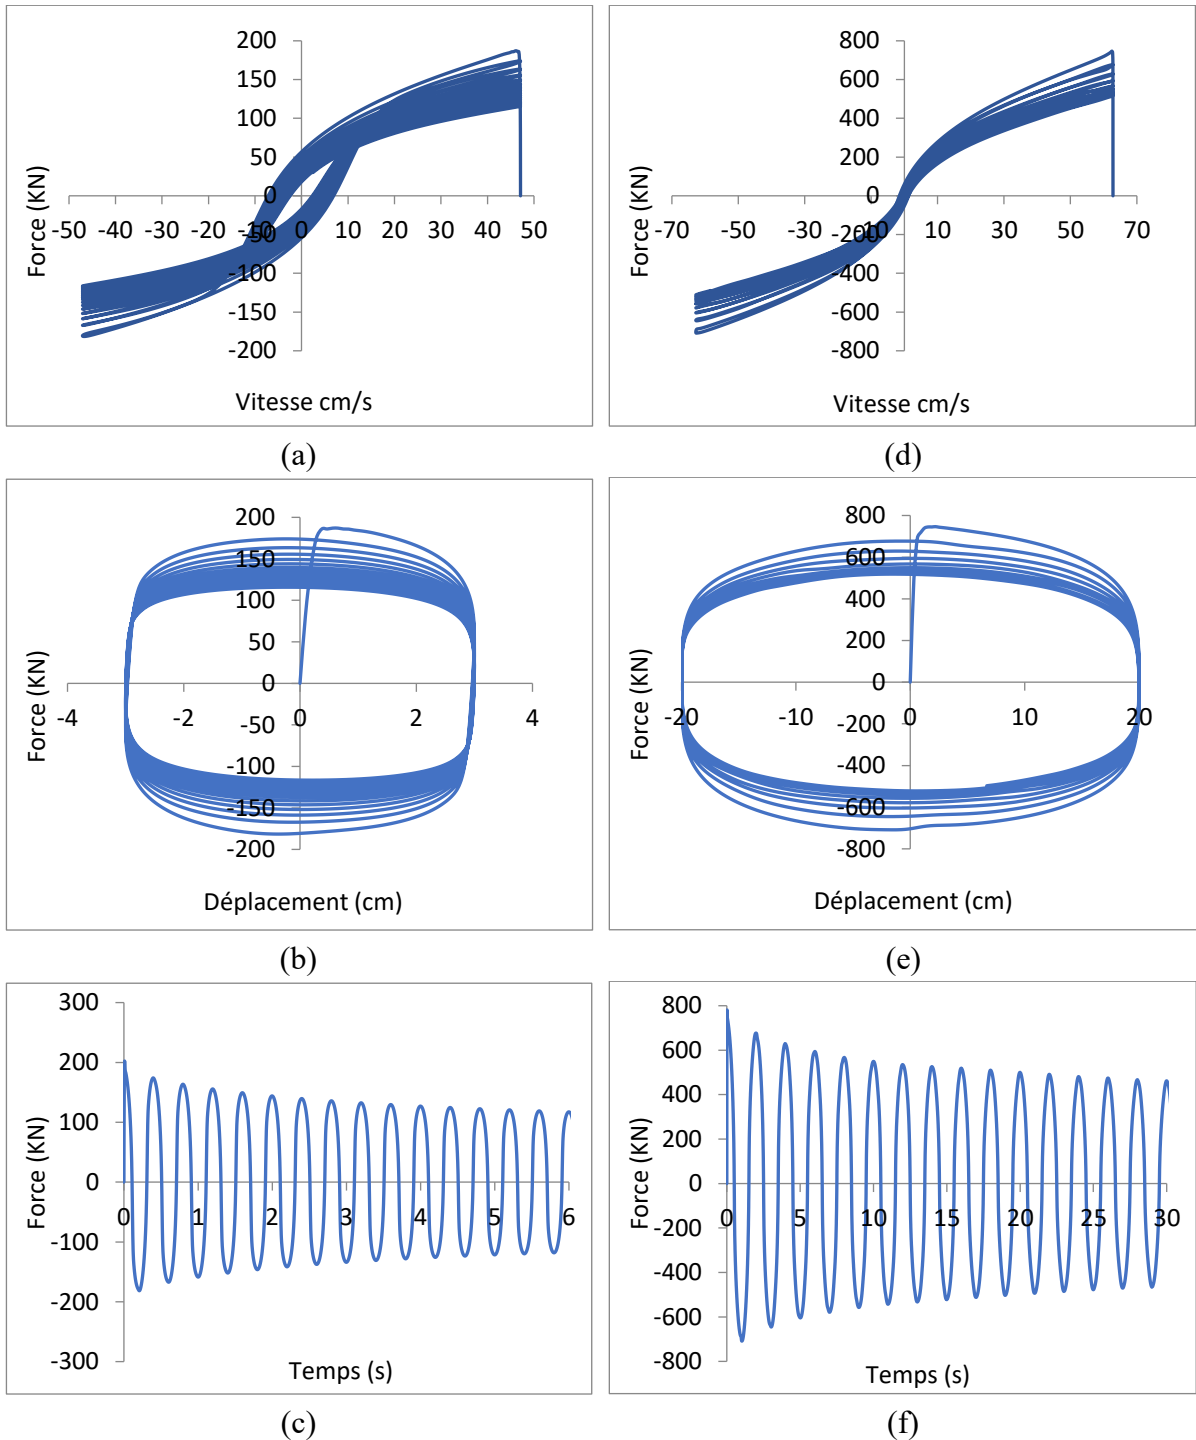 200
150
100
50
0
-50 -40 -30 -20 -10 0 10 20 30 40 50
-50
-100
-150
-200
Force (KN)
Vitesse cm/s
(a)
800
600
400
200
0
-70 -50 -30 -10 10 30 50 70
-200
-400
-600
-800
Force (KN)
Vitesse cm/s
(d)
200
150
100
50
0
-4 -2 0 2 4
-50
-100
-150
-200
Force (KN)
Déplacement (cm)
(b)
800
600
400
200
0
-20 -10 0 10 20
-200
-400
-600
-800
Force (KN)
Déplacement (cm)
(e)
300
200
100
0
0 1 2 3 4 5 6
-100
-200
-300
Force (KN)
Temps (s)
(c)
800
600
400
200
0
0 5 10 15 20 25 30
-200
-400
-600
-800
Force (KN)
Temps (s)
(f)